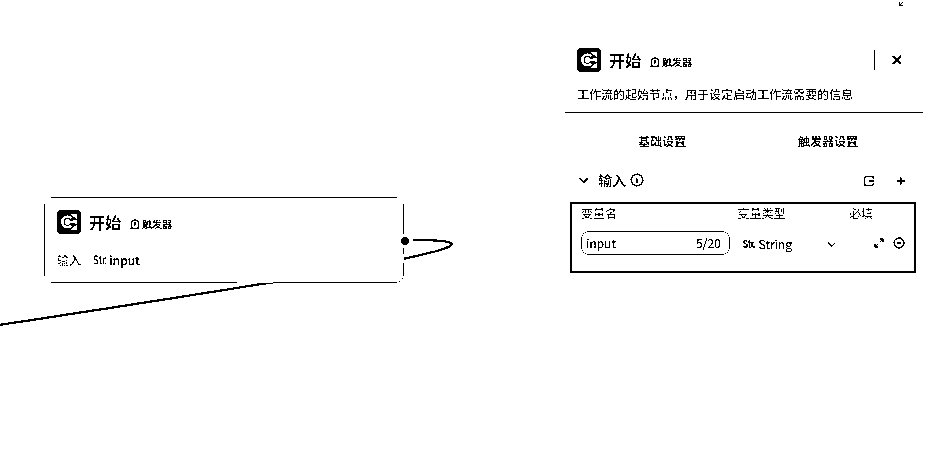 开始 触发器
输入 Str. input
开始 触发器
工作流的起始节点，用于设定启动工作流需要的信息
基础设置 触发器设置
输入
变量名 变量类型 必填
input 5/20 Str. String